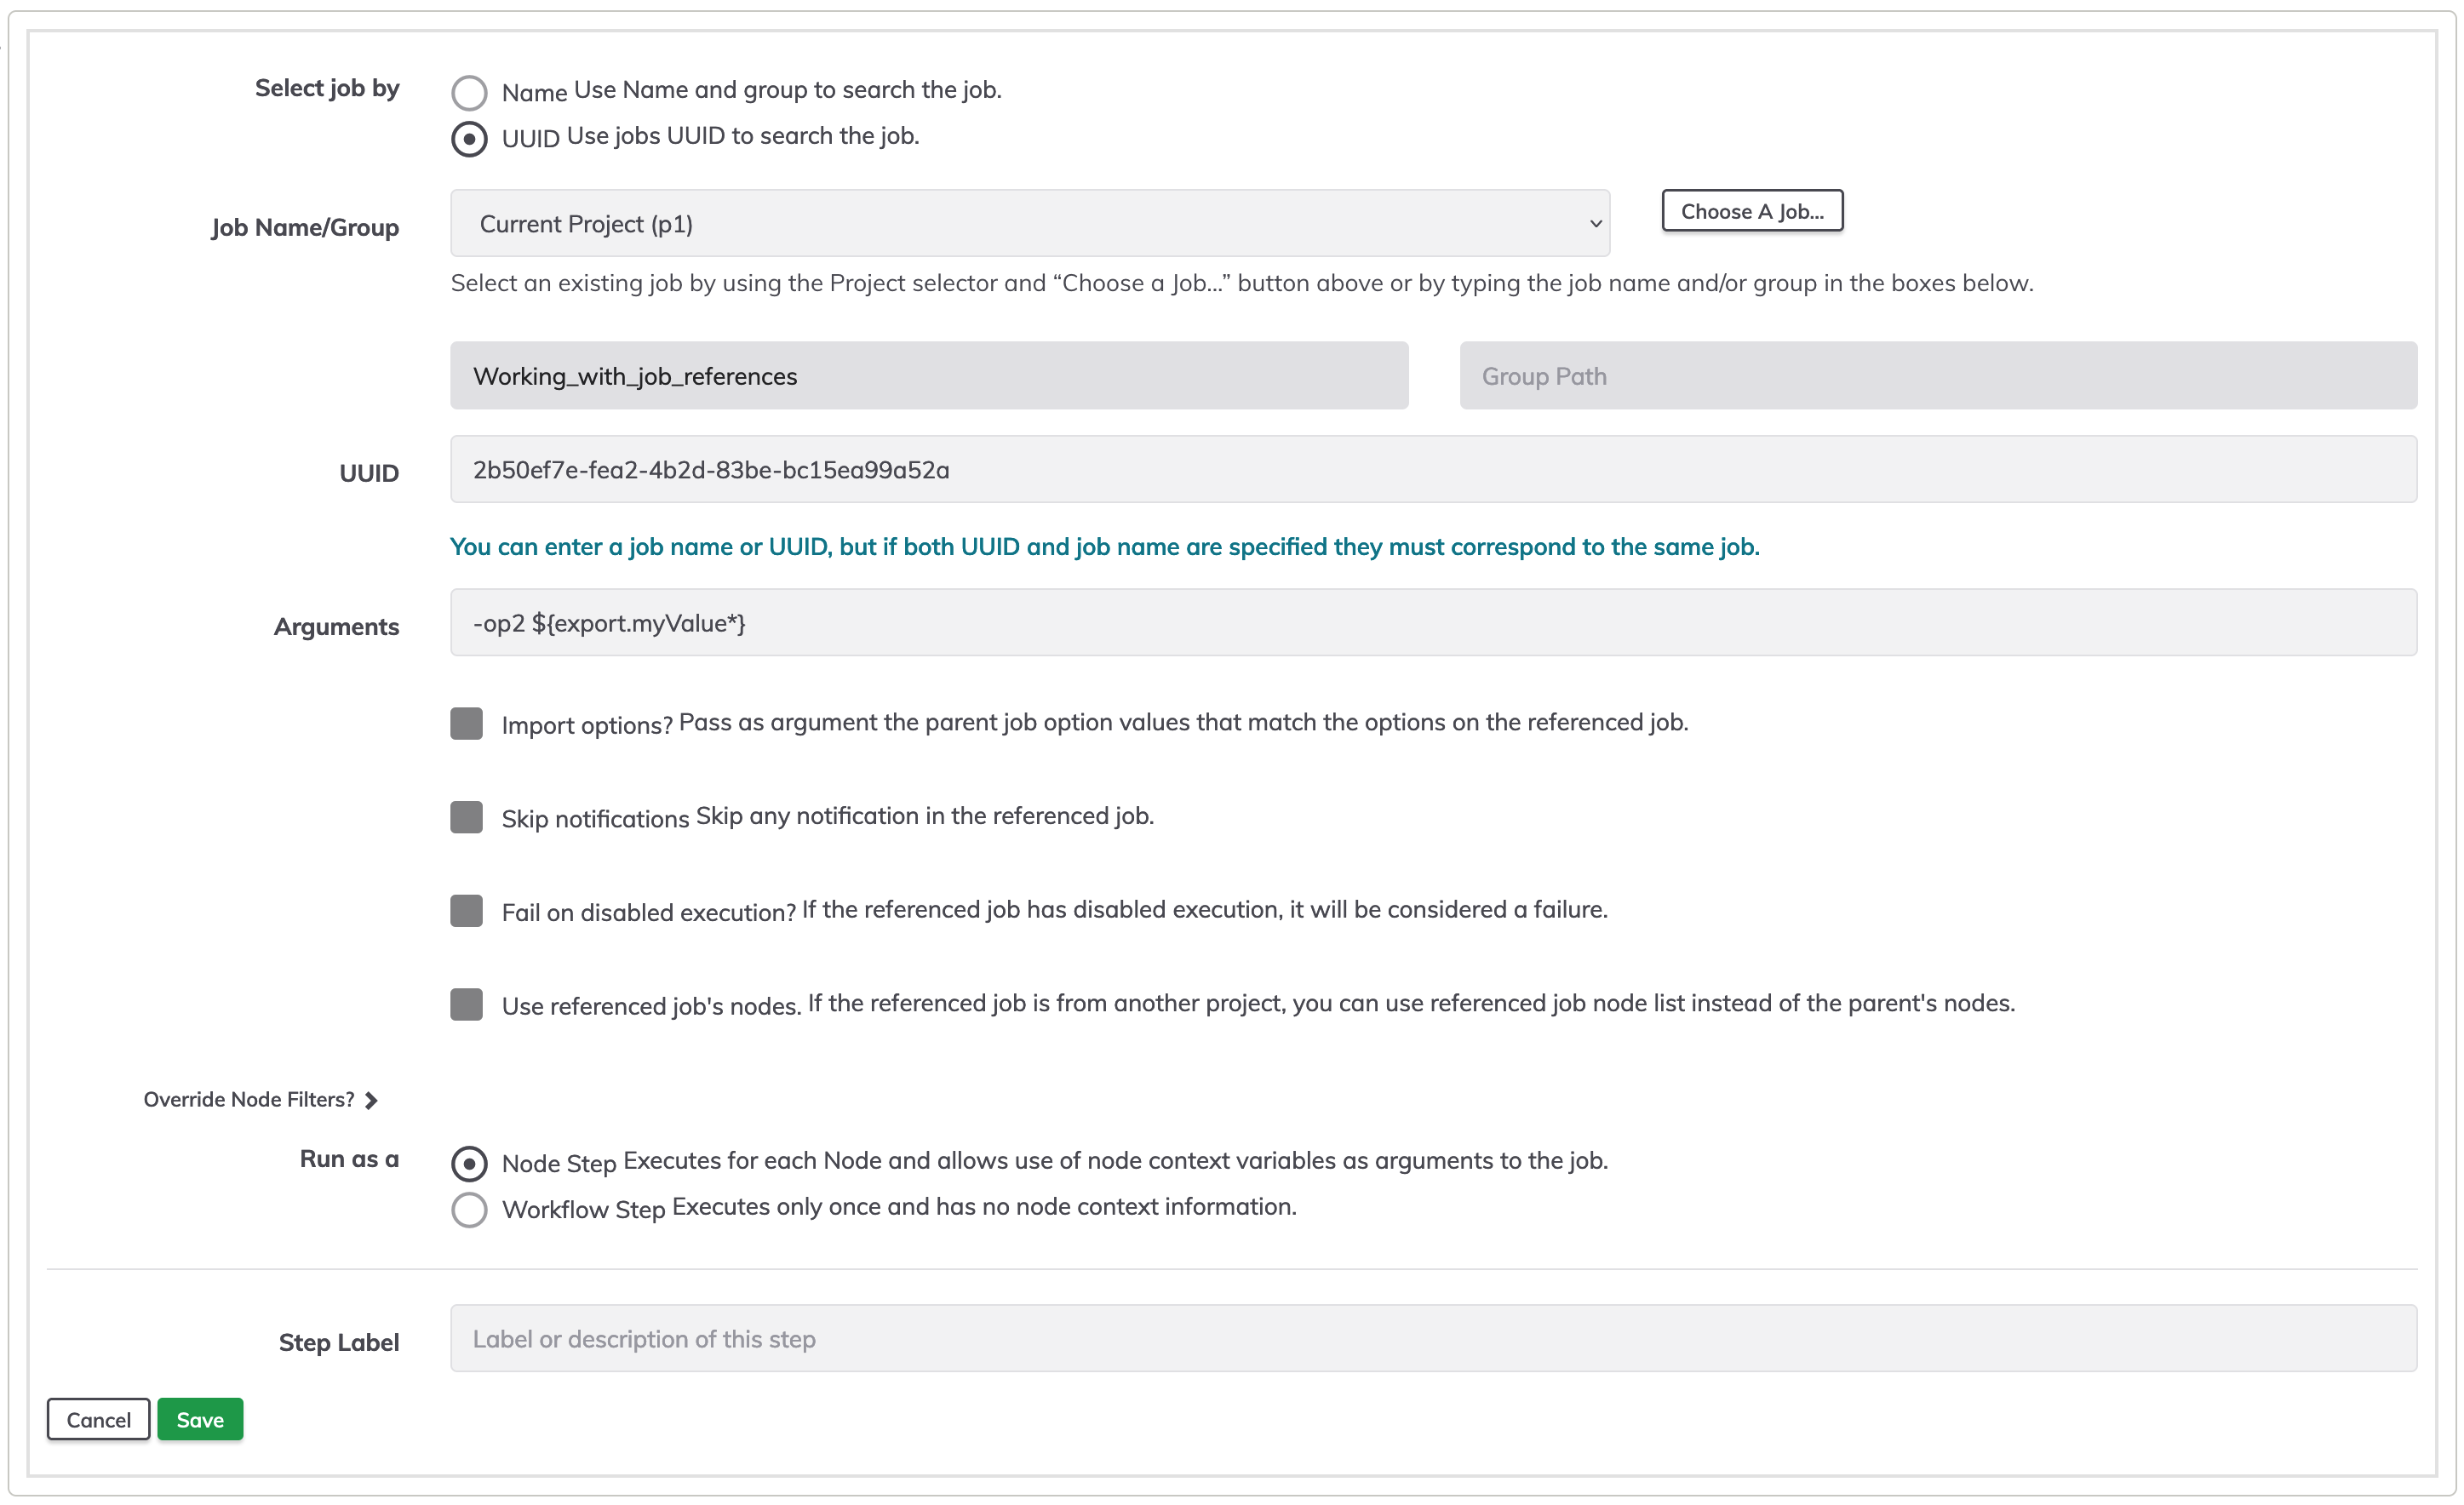 Select job by
Name Use Name and group to search the job.
UUID Use jobs UUID to search the job.
Job Name/Group
Current Project (p1)
Choose A Job...
Select an existing job by using the Project selector and “Choose a Job...” button above or by typing the job name and/or group in the boxes below.
Working_with_job_references
Group Path
UUID
2b50ef7e-fea2-4b2d-83be-bc15ea99a52a
You can enter a job name or UUID, but if both UUID and job name are specified they must correspond to the same job.
Arguments
-op2 ${export.myValue*}
Import options? Pass as argument the parent job option values that match the options on the referenced job.
Skip notifications Skip any notification in the referenced job.
Fail on disabled execution? If the referenced job has disabled execution, it will be considered a failure.
Use referenced job's nodes. If the referenced job is from another project, you can use referenced job node list instead of the parent's nodes.
Override Node Filters?
Run as a
Node Step Executes for each Node and allows use of node context variables as arguments to the job.
Workflow Step Executes only once and has no node context information.
Step Label
Label or description of this step
Cancel
Save